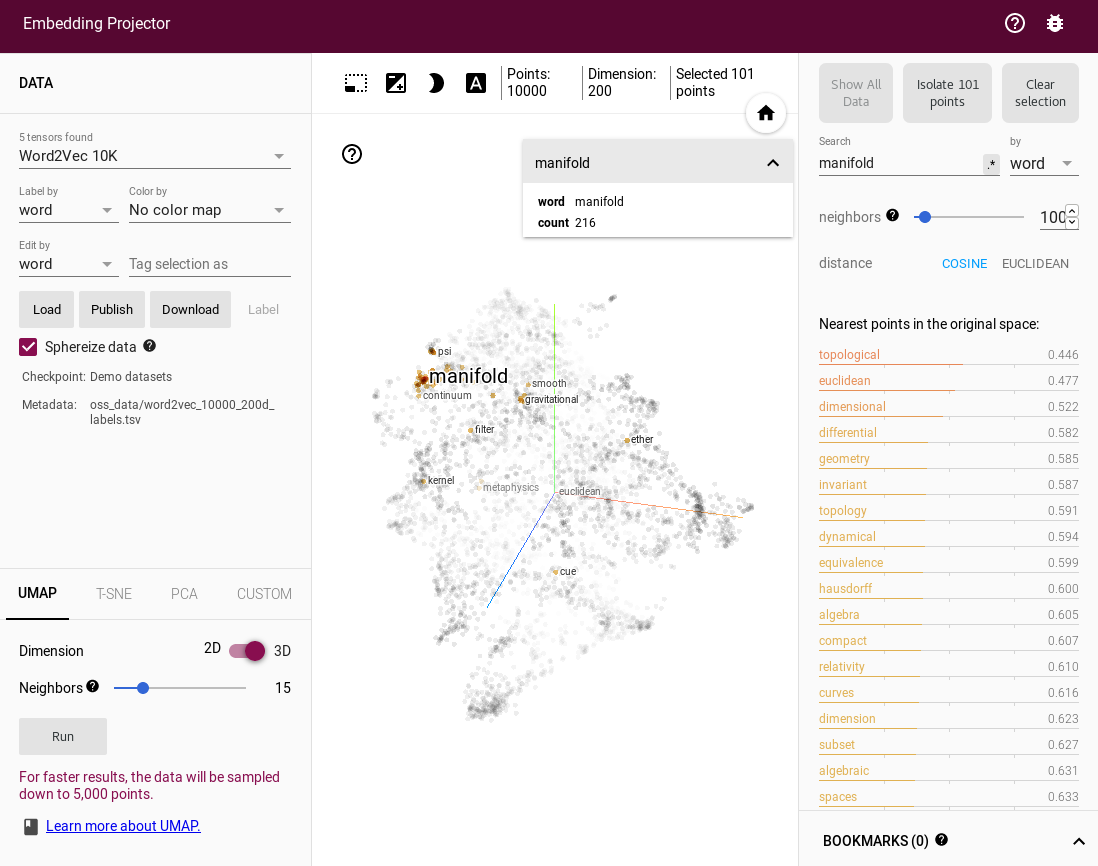 Embedding Projector
DATA
5 tensors found
Word2Vec 10K
Label by
word
Color by
No color map
Edit by
word
Tag selection as
Load
Publish
Download
Label
Sphereize data
Checkpoint: Demo datasets
Metadata: oss_data/word2vec_10000_200d_
labels.tsv
UMAP
T-SNE
PCA
CUSTOM
Dimension
2D
3D
Neighbors
15
Run
For faster results, the data will be sampled
down to 5,000 points.
Learn more about UMAP.
A
Points:
10000
Dimension:
200
Selected 101
points
manifold
word manifold
count 216
psi
manifold
smooth
continuum
gravitational
filter
ether
kernel
metaphysics
euclidean
cue
Show All
Data
Isolate 101
points
Clear
selection
Search
manifold
.*
by
word
neighbors
100
distance
COSINE
EUCLIDEAN
Nearest points in the original space:
topological 0.446
euclidean 0.477
dimensional 0.522
differential 0.582
geometry 0.585
invariant 0.587
topology 0.591
dynamical 0.594
equivalence 0.599
hausdorff 0.600
algebra 0.605
compact 0.607
relativity 0.610
curves 0.616
dimension 0.623
subset 0.627
algebraic 0.631
spaces 0.633
BOOKMARKS (0)